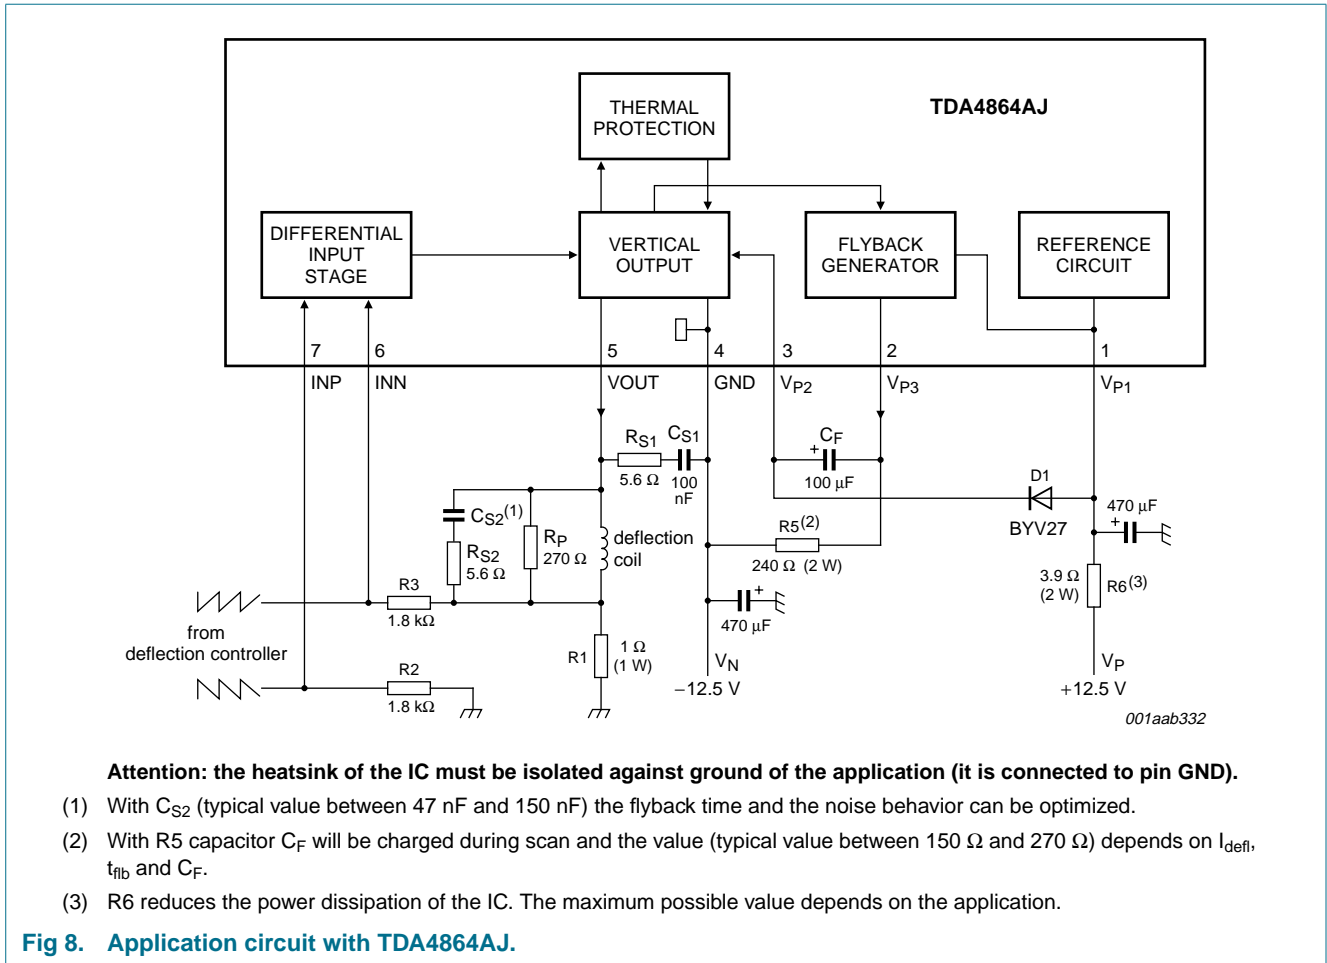 TDA4864AJ
THERMAL
PROTECTION
DIFFERENTIAL
INPUT
STAGE
VERTICAL
OUTPUT
FLYBACK
GENERATOR
REFERENCE
CIRCUIT
7 6 5 4 3 2 1
INP INN VOUT GND VP2 VP3 VP1
RS1 CS1
5.6 Ω 100
nF
CF
+
100 µF
D1
BYV27
470 µF
+
CS2(1)
RS2
5.6 Ω
RP
270 Ω
deflection
coil
R5(2)
240 Ω (2 W)
3.9 Ω
(2 W)
R6(3)
R3
1.8 kΩ
+
470 µF
from
deflection controller
R1
1 Ω
(1 W)
VN
−12.5 V
VP
+12.5 V
R2
1.8 kΩ
001aab332
Attention: the heatsink of the IC must be isolated against ground of the application (it is connected to pin GND).
(1) With CS2 (typical value between 47 nF and 150 nF) the flyback time and the noise behavior can be optimized.
(2) With R5 capacitor CF will be charged during scan and the value (typical value between 150 Ω and 270 Ω) depends on Idefl,
tflb and CF.
(3) R6 reduces the power dissipation of the IC. The maximum possible value depends on the application.
Fig 8. Application circuit with TDA4864AJ.